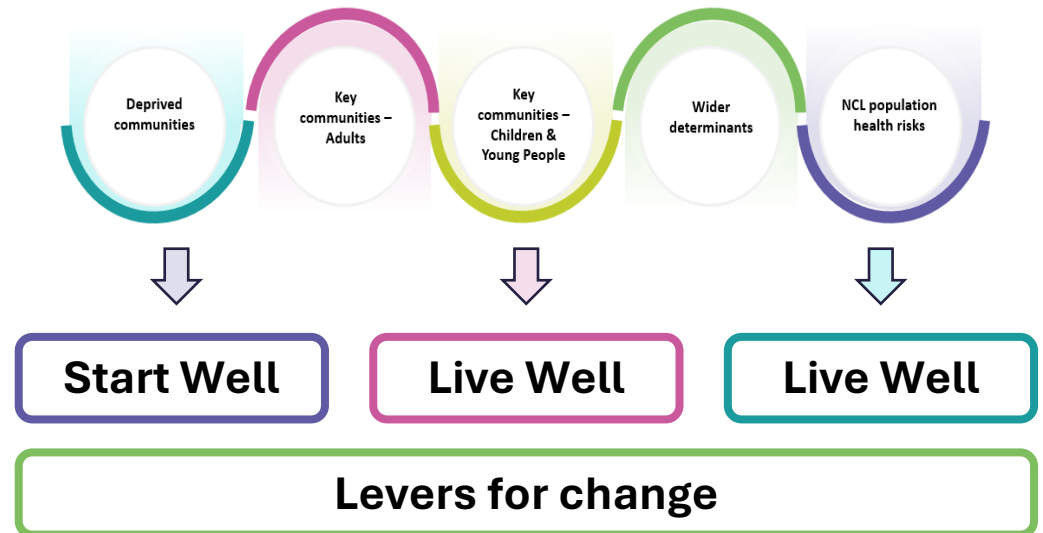 Deprived
communities
Key
communities –
Adults
Key
communities –
Children &
Young People
Wider
determinants
NCL population
health risks
Start Well
Live Well
Live Well
Levers for change